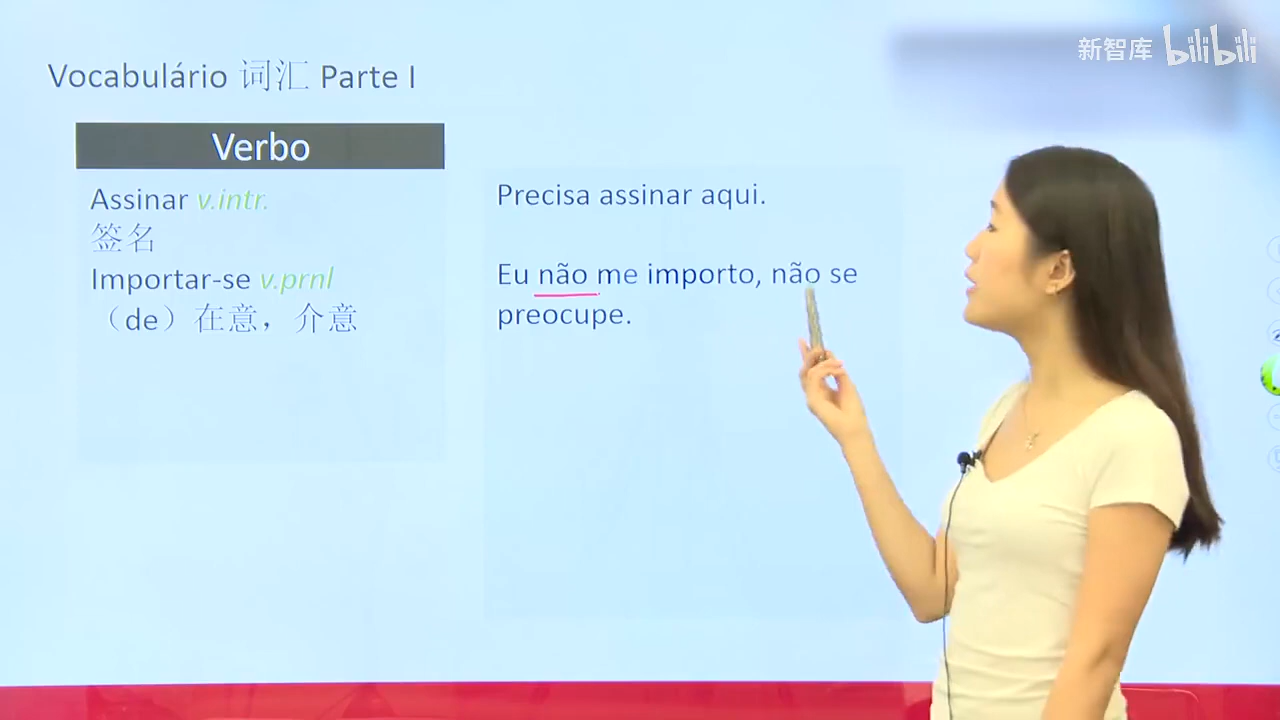 新智库 bilibili
Vocabulário 词汇 Parte I
Verbo
Assinar v.intr.
签名
Importar-se v.prnl
（de）在意，介意
Precisa assinar aqui.
Eu não me importo, não se
preocupe.